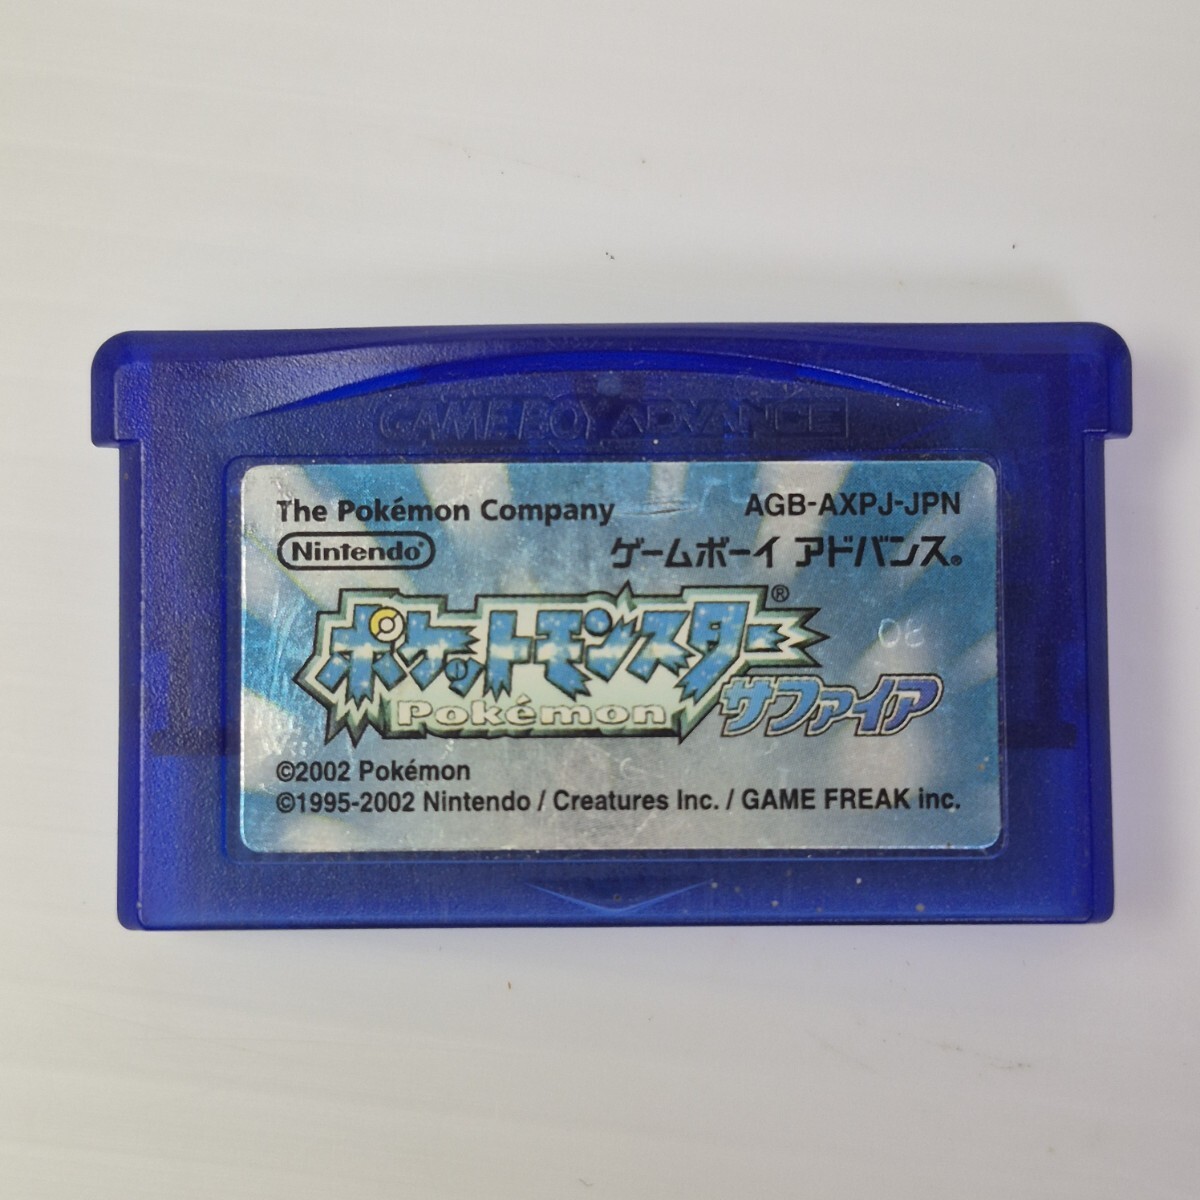 GAME BOY ADVANCE
The Pokémon Company
AGB-AXPJ-JPN
Nintendo®
ゲームボーイ アドバンス®
ポケットモンスター®
Pokémon
サファイア
©2002 Pokémon
©1995-2002 Nintendo / Creatures Inc. / GAME FREAK inc.